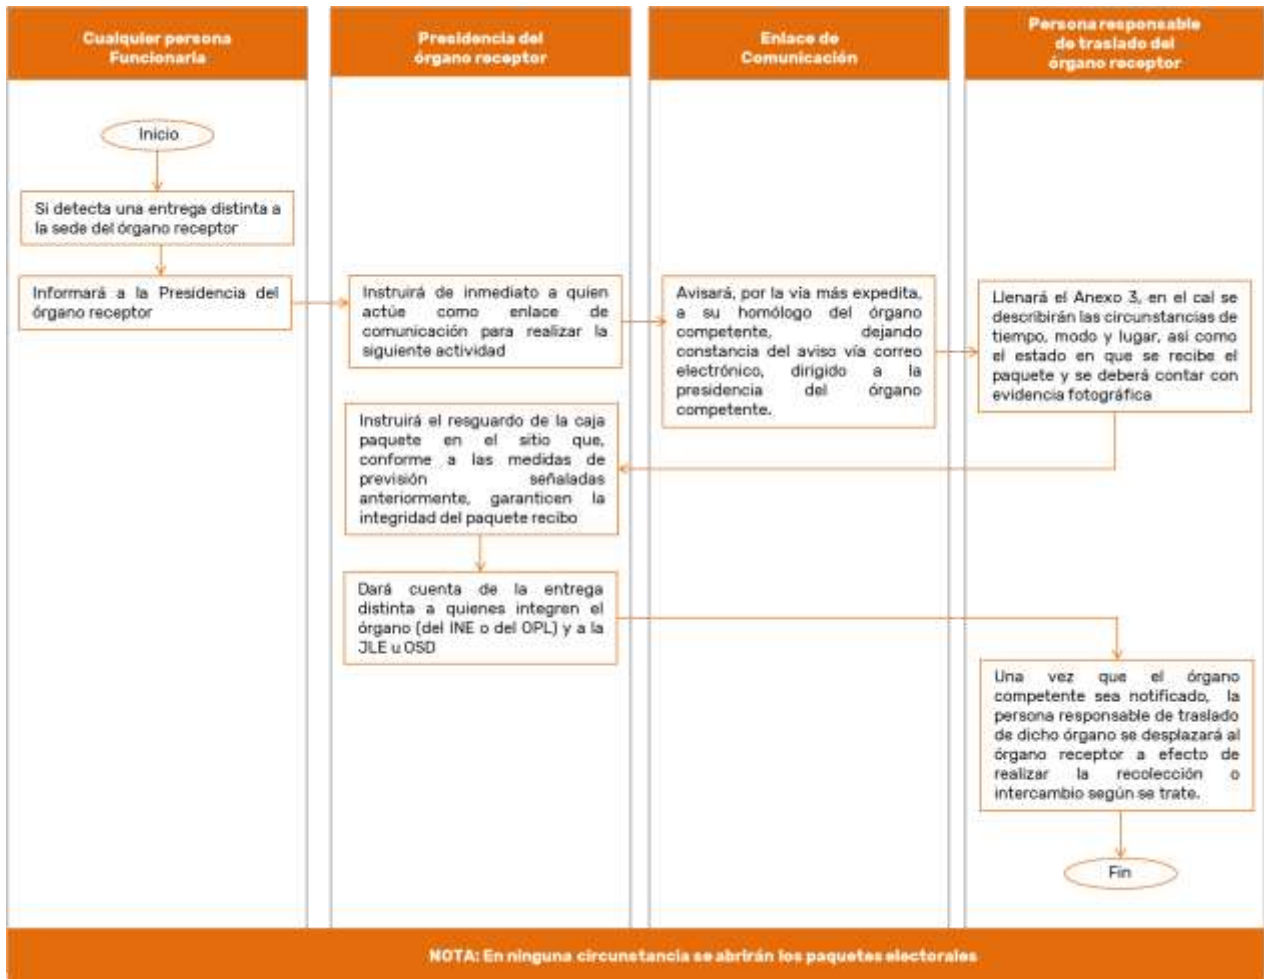 Cualquier persona
Funcionaria
Presidencia del
órgano receptor
Enlace de
Comunicación
Persona responsable
de traslado del
órgano receptor
Inicio
Si detecta una entrega distinta a
la sede del órgano receptor
Informará a la Presidencia del
órgano receptor
Instruirá de inmediato a quien
actúe como enlace de
comunicación para realizar la
siguiente actividad
Avisará, por la vía más expedita,
a su homólogo del órgano
competente, dejando
constancia del aviso vía correo
electrónico, dirigido a la
presidencia del órgano
competente.
Llenará el Anexo 3, en el cal se
describirán las circunstancias de
tiempo, modo y lugar, así como
el estado en que se recibe el
paquete y se deberá contar con
evidencia fotográfica
Instruirá el resguardo de la caja
paquete en el sitio que,
conforme a las medidas de
previsión señaladas
anteriormente, garanticen la
integridad del paquete recibo
Dará cuenta de la entrega
distinta a quienes integren el
órgano (del INE o del OPL) y a la
JLE u OSD
Una vez que el órgano
competente sea notificado, la
persona responsable de traslado
de dicho órgano se desplazará al
órgano receptor a efecto de
realizar la recolección o
intercambio según se trate.
Fin
NOTA: En ninguna circunstancia se abrirán los paquetes electorales